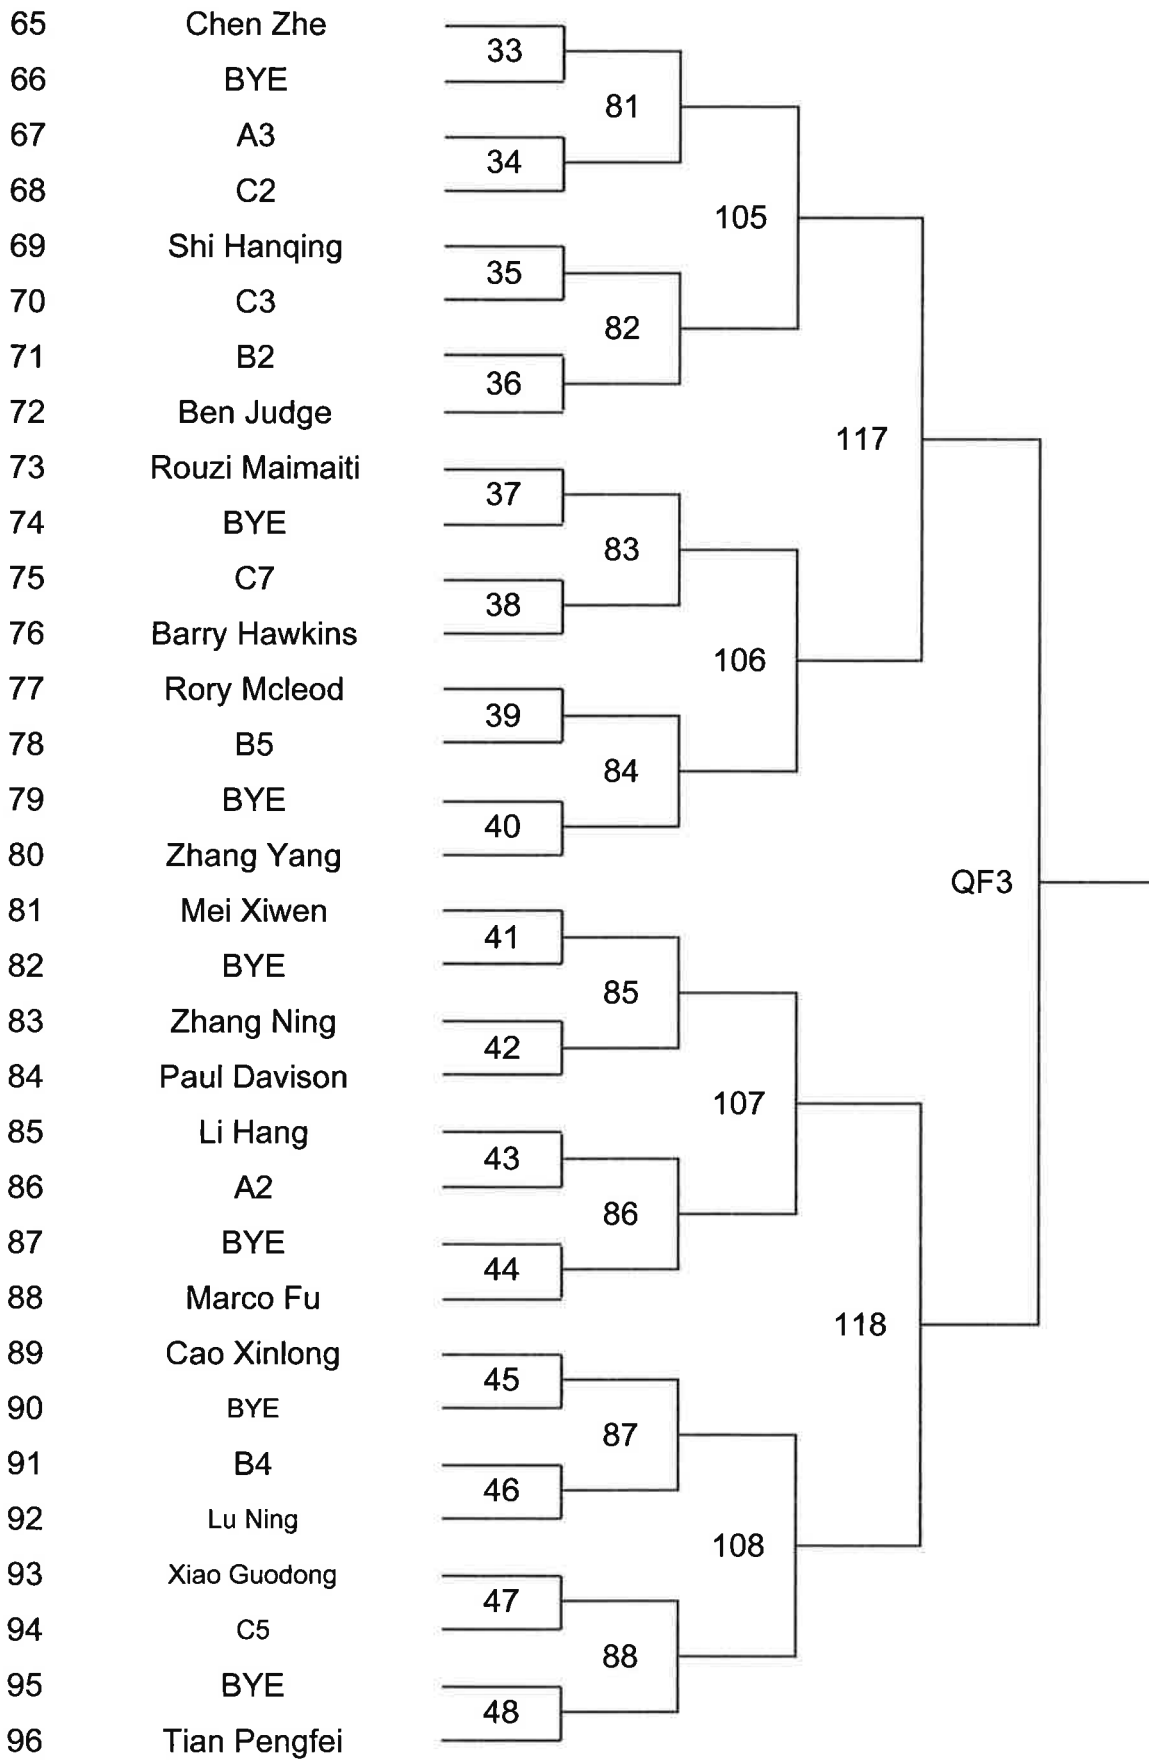 65 Chen Zhe
33
66 BYE
81
67 A3
34
68 C2
105
69 Shi Hanqing
35
70 C3
82
71 B2
36
72 Ben Judge
117
73 Rouzi Maimaiti
37
74 BYE
83
75 C7
38
76 Barry Hawkins
106
77 Rory Mcleod
39
78 B5
84
79 BYE
40
80 Zhang Yang
QF3
81 Mei Xiwen
41
82 BYE
85
83 Zhang Ning
42
84 Paul Davison
107
85 Li Hang
43
86 A2
86
87 BYE
44
88 Marco Fu
118
89 Cao Xinlong
45
90 BYE
87
91 B4
46
92 Lu Ning
108
93 Xiao Guodong
47
94 C5
88
95 BYE
48
96 Tian Pengfei